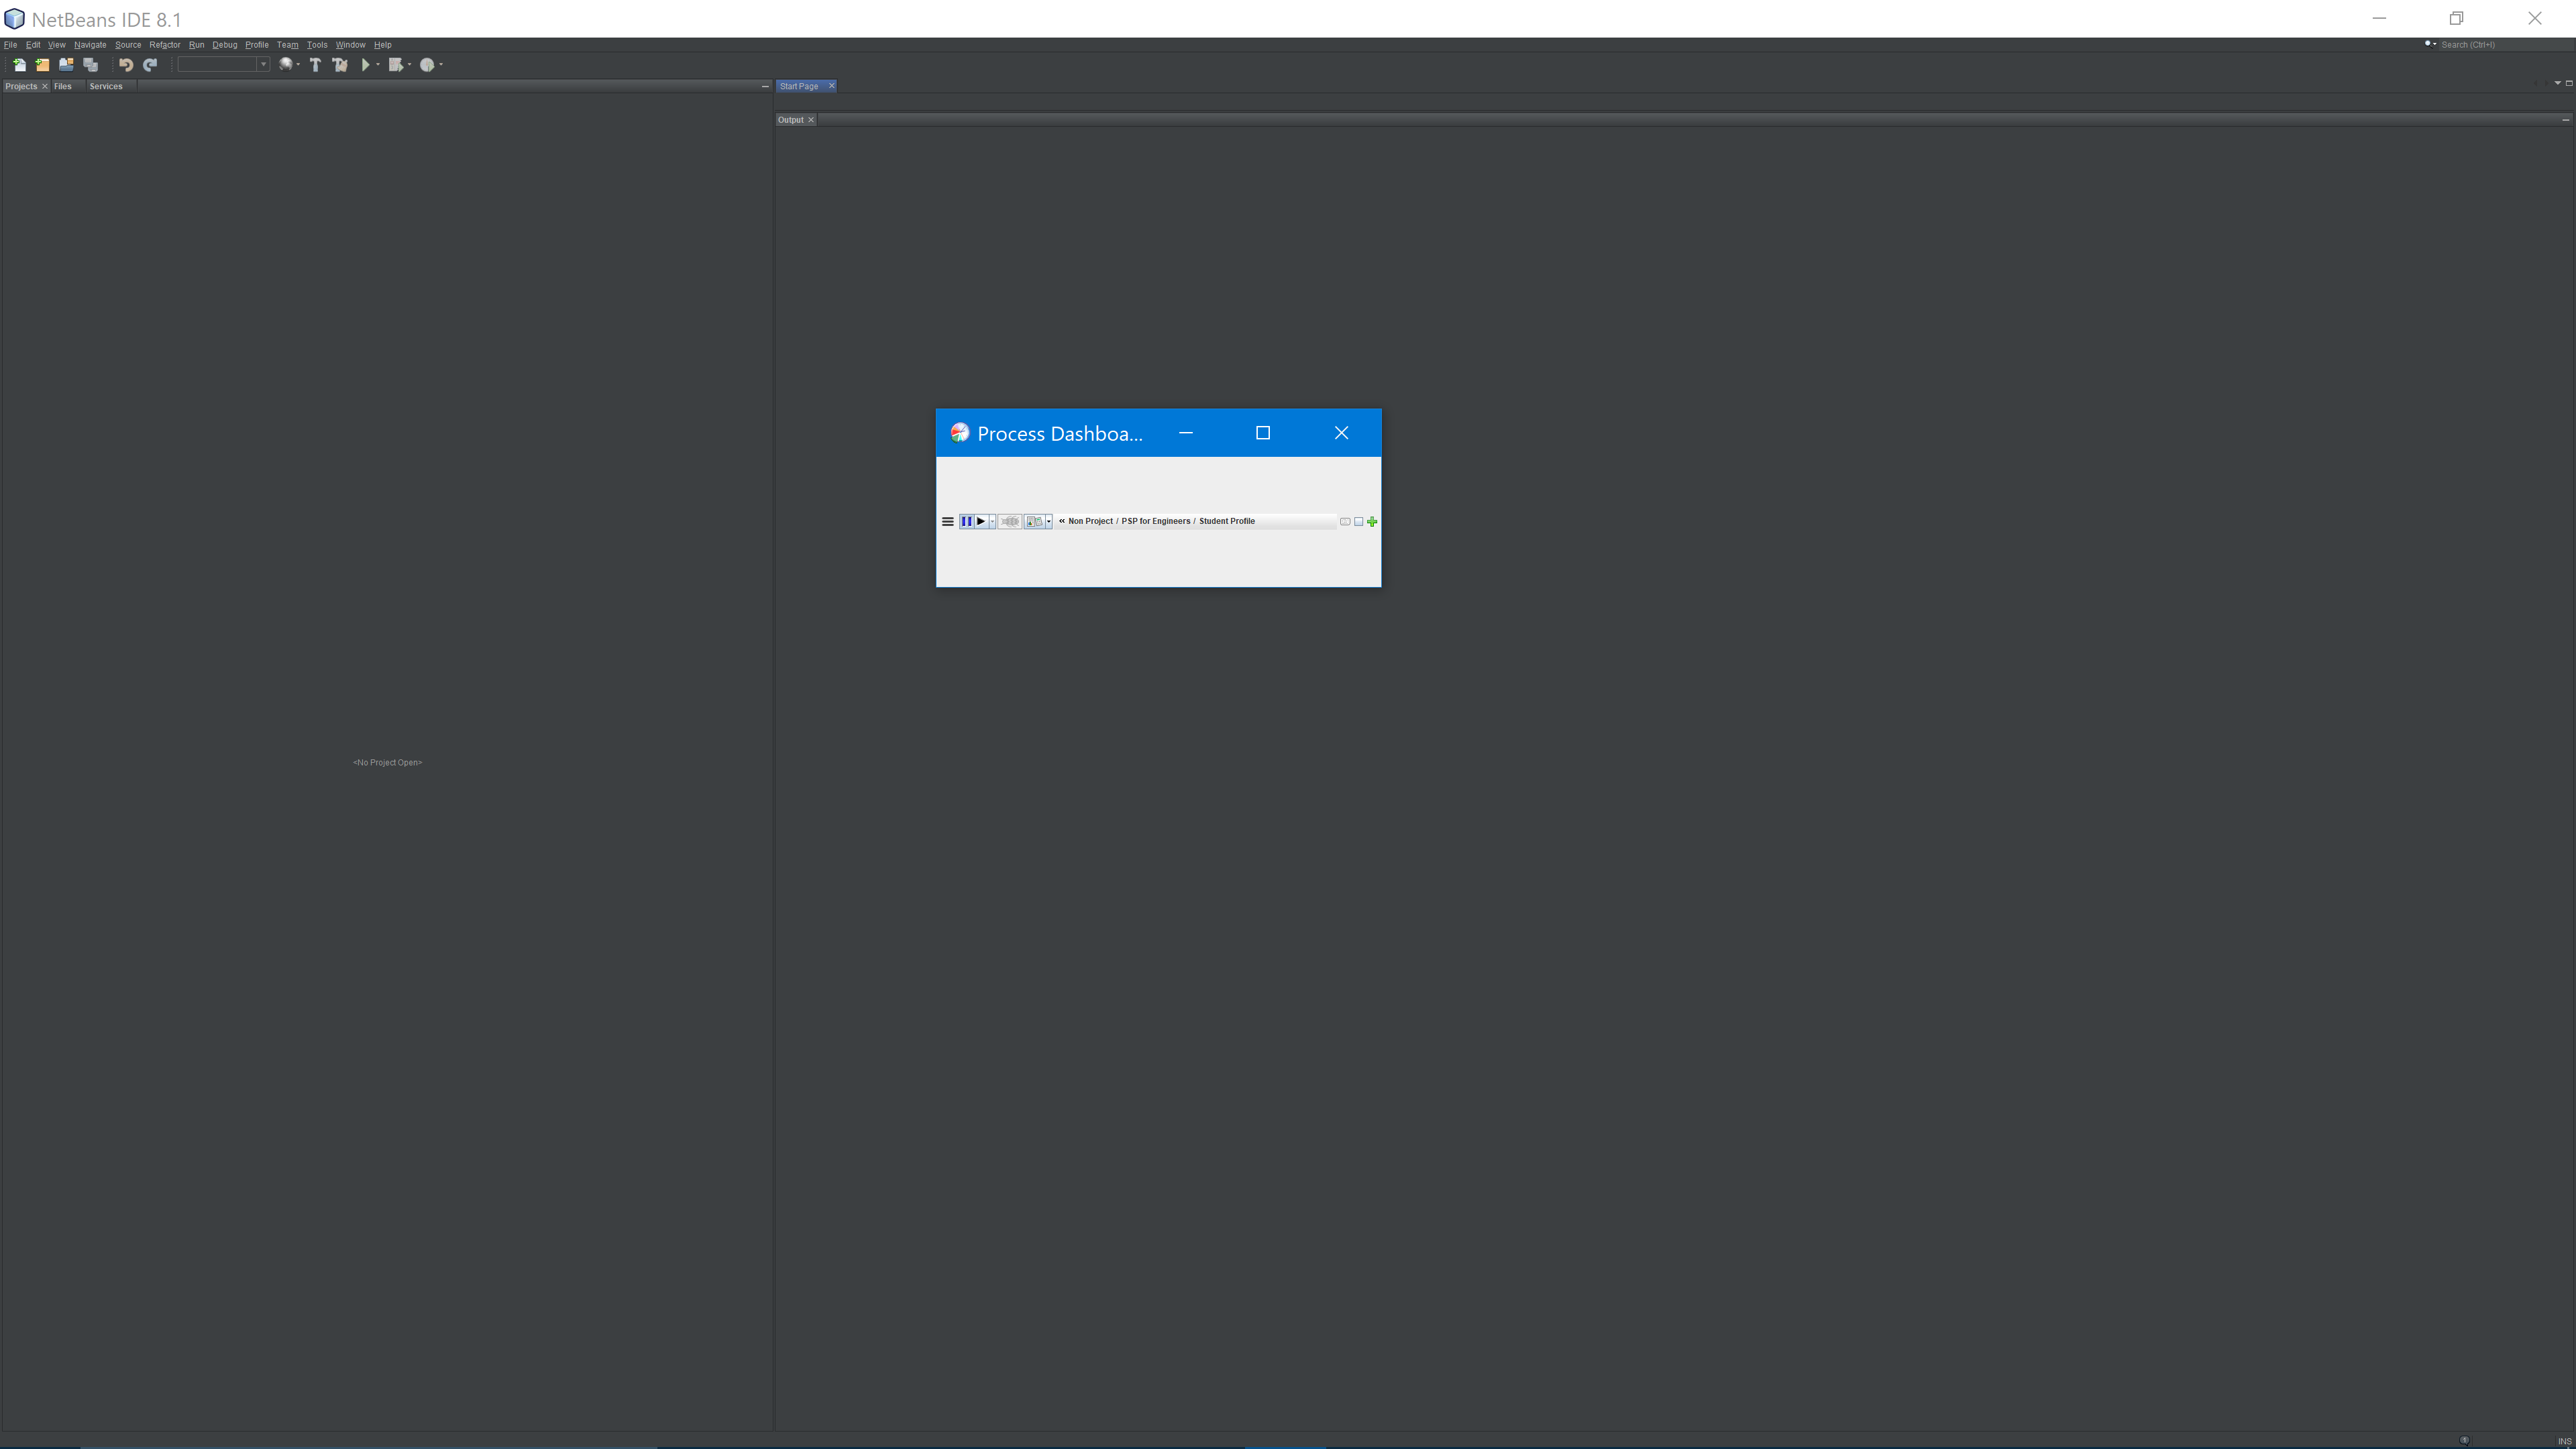 NetBeans IDE 8.1
File Edit View Navigate Source Refactor Run Debug Profile Team Tools Window Help
Search (Ctrl+I)
Projects Files Services
Start Page
Output
Process Dashboa...
« Non Project / PSP for Engineers / Student Profile
<No Project Open>
1
INS